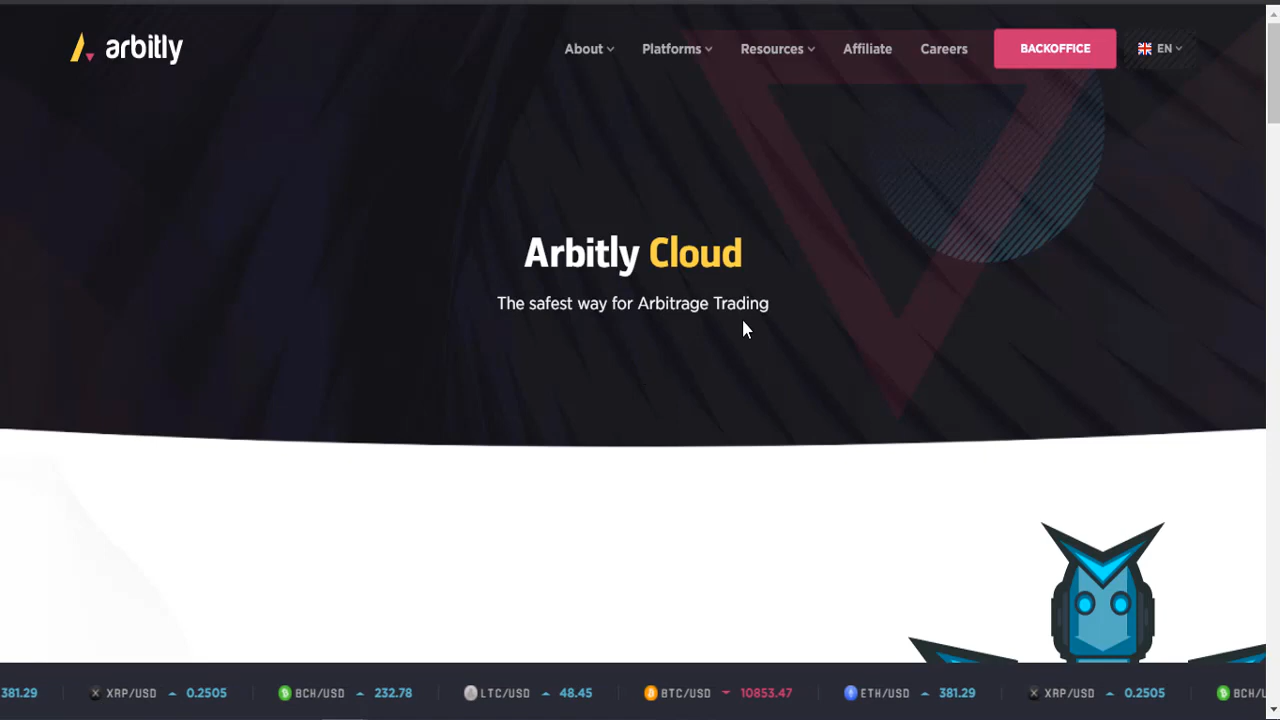 arbitly
About
Platforms
Resources
Affiliate
Careers
BACKOFFICE
EN
Arbitly Cloud
The safest way for Arbitrage Trading
381.29 XRP/USD 0.2505 BCH/USD 232.78 LTC/USD 48.45 BTC/USD 10853.47 ETH/USD 381.29 XRP/USD 0.2505 BCH/U